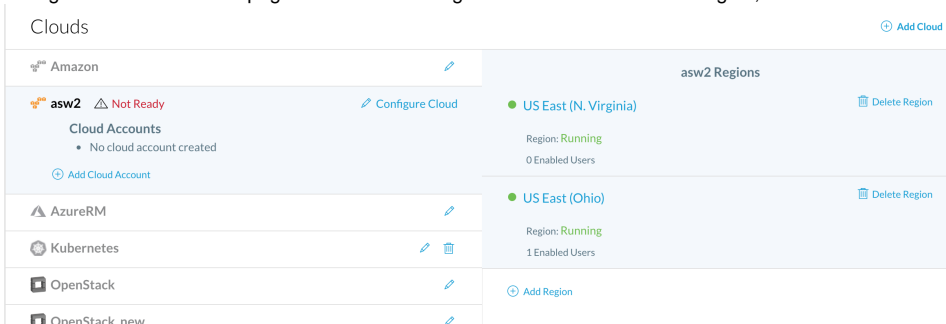 Clouds
Add Cloud
Amazon
asw2 Not Ready
Configure Cloud
Cloud Accounts
• No cloud account created
Add Cloud Account
AzureRM
Kubernetes
OpenStack
OpenStack new
asw2 Regions
US East (N. Virginia)
Delete Region
Region: Running
0 Enabled Users
US East (Ohio)
Delete Region
Region: Running
1 Enabled Users
Add Region